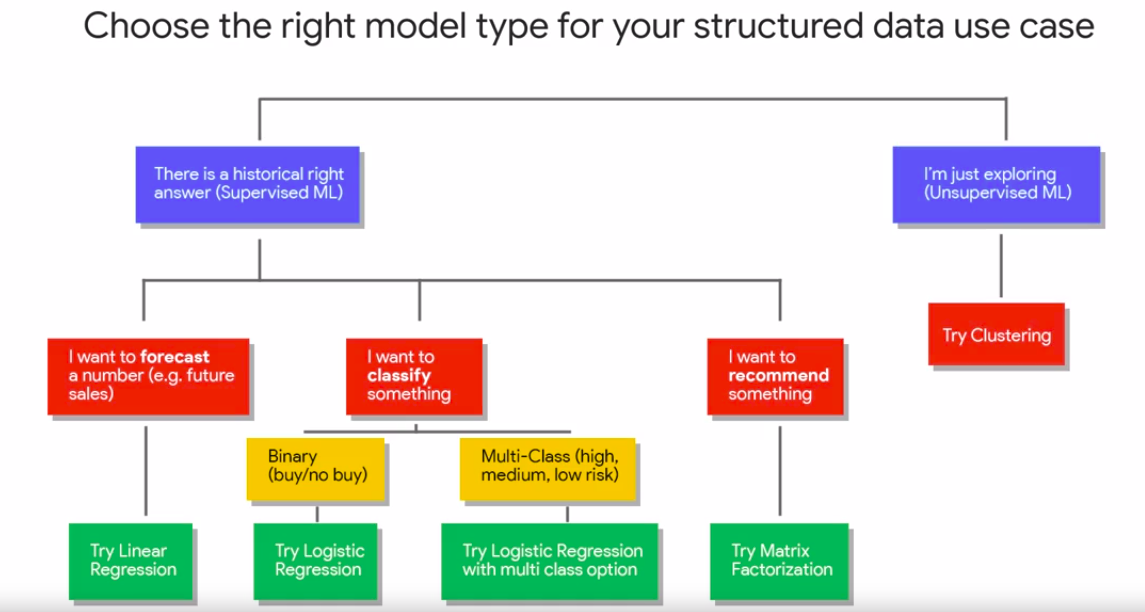 Choose the right model type for your structured data use case
There is a historical right
answer (Supervised ML)
I'm just exploring
(Unsupervised ML)
I want to forecast
a number (e.g. future
sales)
I want to
classify
something
I want to
recommend
something
Try Clustering
Binary
(buy/no buy)
Multi-Class (high,
medium, low risk)
Try Linear
Regression
Try Logistic
Regression
Try Logistic Regression
with multi class option
Try Matrix
Factorization